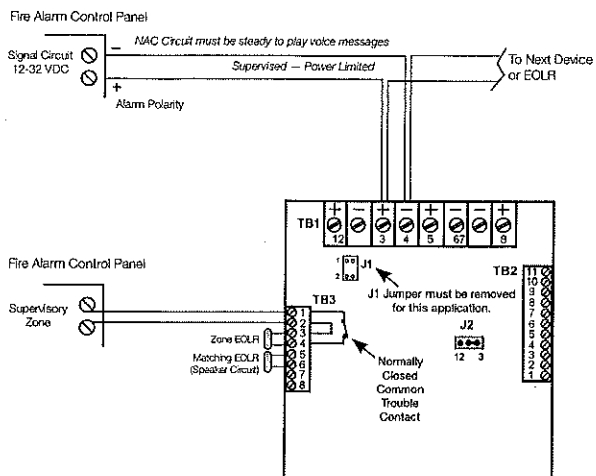 Fire Alarm Control Panel
Signal Circuit
12-32 VDC
−
NAC Circuit must be steady to play voice messages
Supervised — Power Limited
+
Alarm Polarity
To Next Device
or EOLR
TB1
+ − + − + − − +
12 3 4 5 67 8
1
2
J1
J1 Jumper must be removed
for this application.
TB2
11
10
9
8
7
6
5
4
3
2
1
J2
12 3
Fire Alarm Control Panel
Supervisory
Zone
TB3
1
2
3
4
5
6
7
8
Zone EOLR
Matching EOLR
(Speaker Circuit)
Normally
Closed
Common
Trouble
Contact